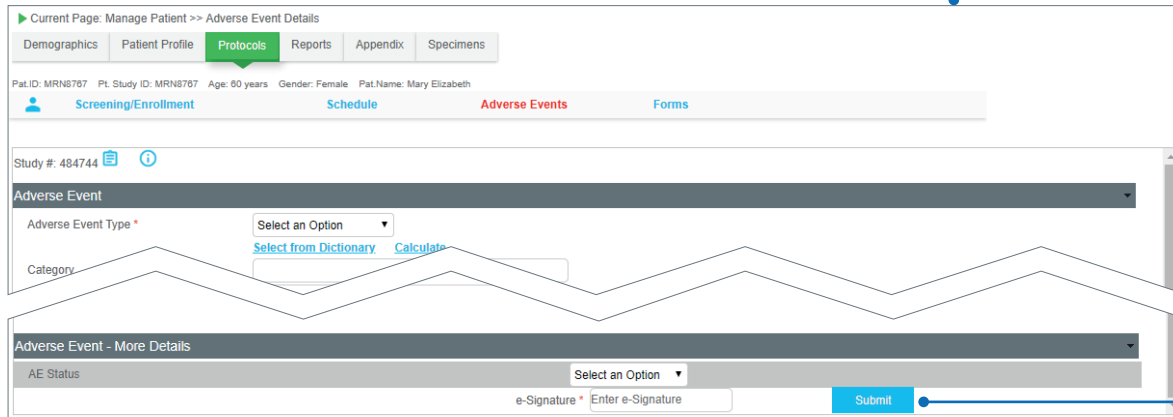 Current Page: Manage Patient >> Adverse Event Details
Demographics Patient Profile Protocols Reports Appendix Specimens
Pat.ID: MRN8767 Pt. Study ID: MRN8767 Age: 60 years Gender: Female Pat.Name: Mary Elizabeth
Screening/Enrollment Schedule Adverse Events Forms
Study #: 484744
Adverse Event
Adverse Event Type * Select an Option
Select from Dictionary Calculate
Category
Adverse Event - More Details
AE Status Select an Option
e-Signature * Enter e-Signature Submit